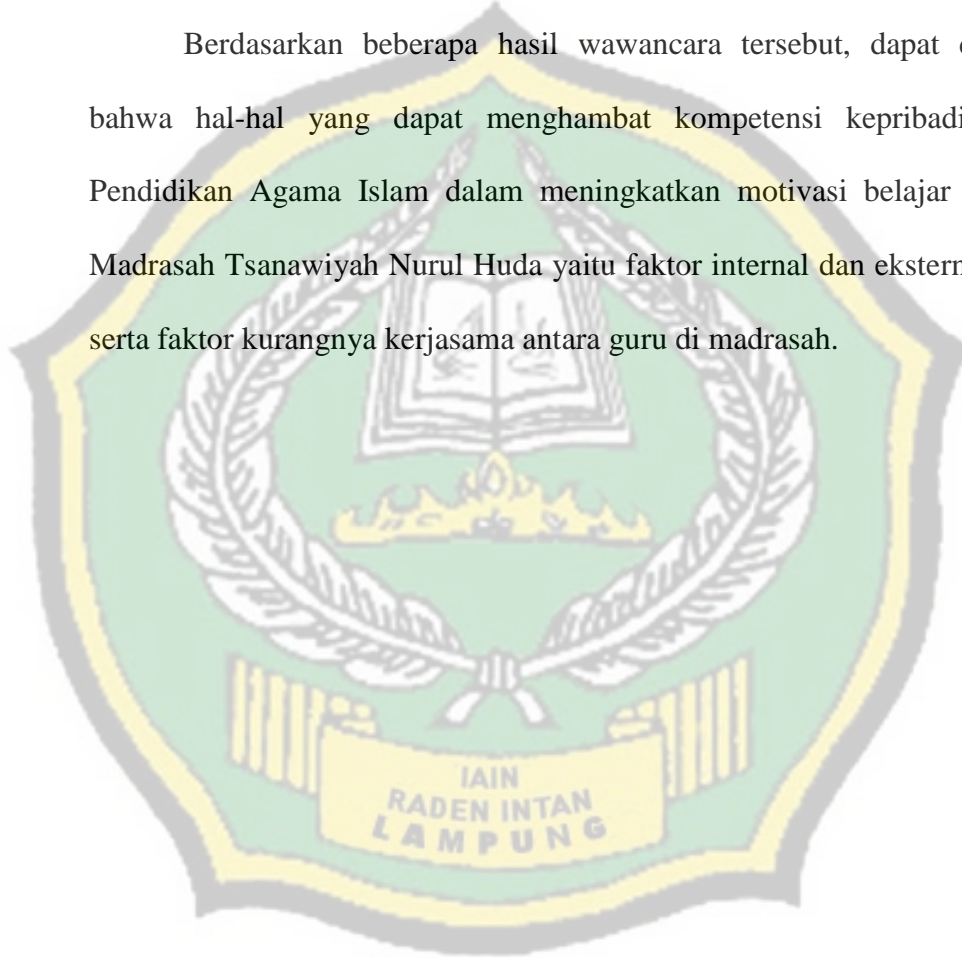 Berdasarkan beberapa hasil wawancara tersebut, dapat
bahwa hal-hal yang dapat menghambat kompetensi
Pendidikan Agama Islam dalam meningkatkan motivasi belajar
Madrasah Tsanawiyah Nurul Huda yaitu faktor internal dan
serta faktor kurangnya kerjasama antara guru di madrasah.
IAIN
RADEN INTAN
LAMPUNG